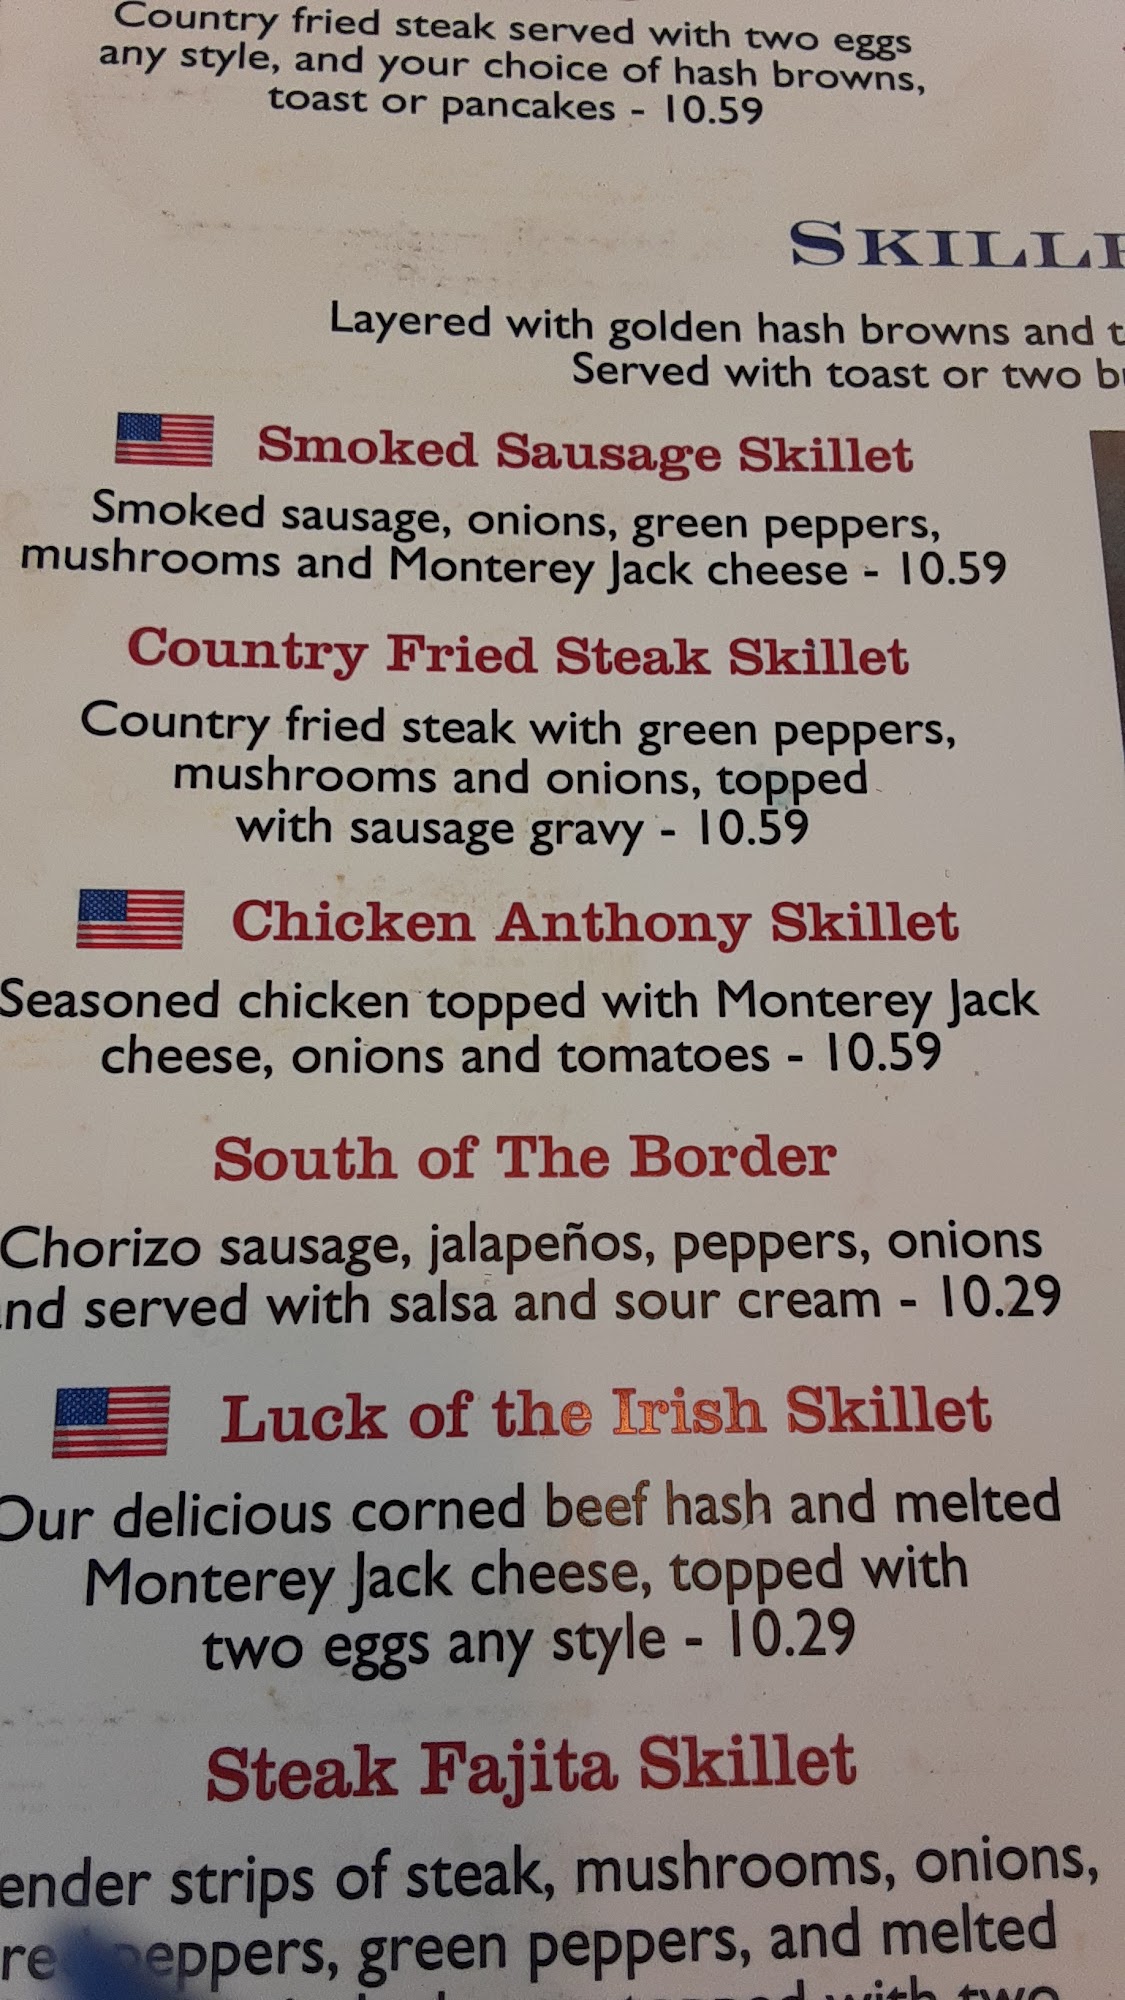 Country fried steak served with two eggs
any style, and your choice of hash browns,
toast or pancakes - 10.59
Layered with golden hash browns and
Served with toast or two
Smoked Sausage Skillet
Smoked sausage, onions, green peppers,
mushrooms and Monterey Jack cheese - 10.59
Country Fried Steak Skillet
Country fried steak with green peppers,
mushrooms and onions, topped
with sausage gravy - 10.59
Chicken Anthony Skillet
Seasoned chicken topped with Monterey Jack
cheese, onions and tomatoes - 10.59
South of The Border
Chorizo sausage, jalapeños, peppers, onions
served with salsa and sour cream - 10.29
Luck of the Irish Skillet
Our delicious corned beef hash and melted
Monterey Jack cheese, topped with
two eggs any style - 10.29
Steak Fajita Skillet
strips of steak, mushrooms, onions,
peppers, green peppers, and melted
with two